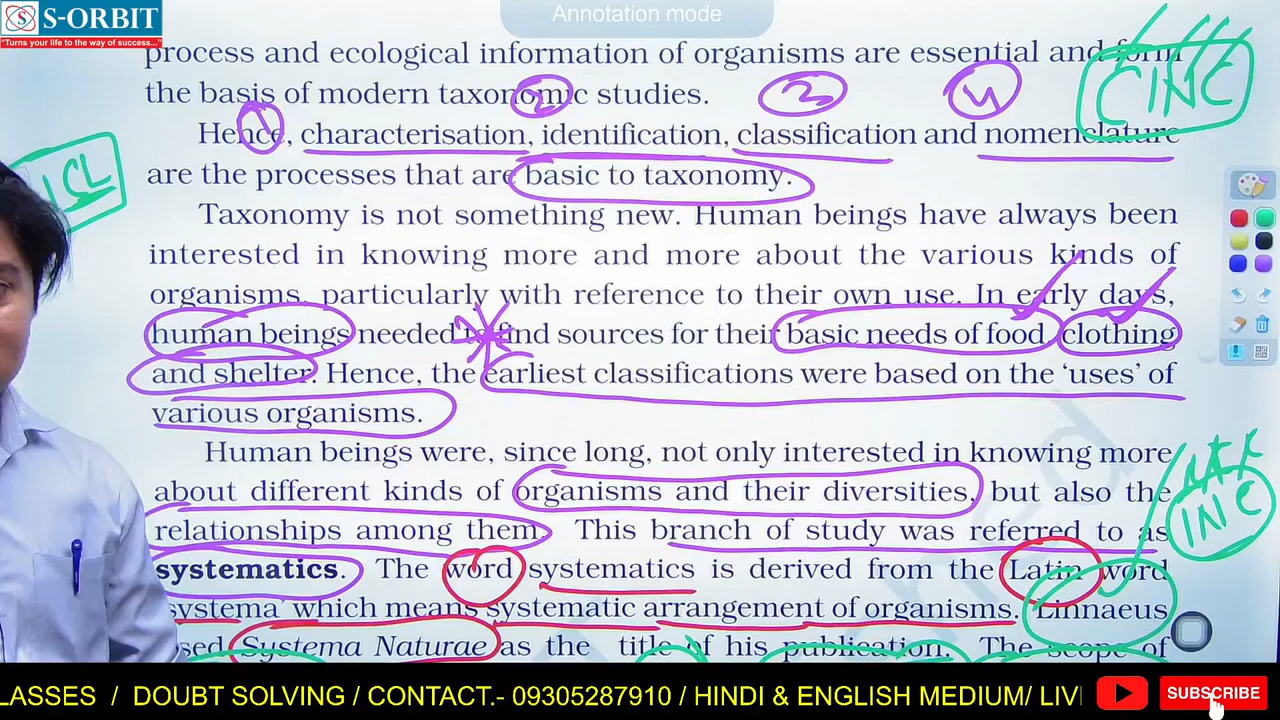 S-ORBIT
"Turns your life to the way of success..."
Annotation mode
process and ecological information of organisms are essential and form
the basis of modern taxonomic studies.
2
3
4
CINC
1
Hence, characterisation, identification, classification and nomenclature
are the processes that are basic to taxonomy.
Taxonomy is not something new. Human beings have always been
interested in knowing more and more about the various kinds of
organisms, particularly with reference to their own use. In early days,
human beings needed to find sources for their basic needs of food, clothing
and shelter. Hence, the earliest classifications were based on the ‘uses’ of
various organisms.
Human beings were, since long, not only interested in knowing more
about different kinds of organisms and their diversities, but also the
relationships among them. This branch of study was referred to as
INC
systematics. The word systematics is derived from the Latin word
systema’ which means systematic arrangement of organisms. Linnaeus
Systema Naturae as the title of his publication. The scope of
LASSES / DOUBT SOLVING / CONTACT.- 09305287910 / HINDI & ENGLISH MEDIUM/ LIV
SUBSCRIBE